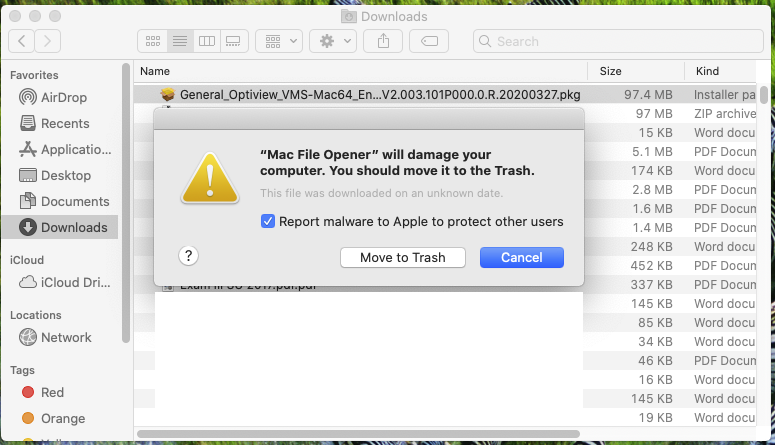 Downloads
Search
Favorites
AirDrop
Recents
Applicatio...
Desktop
Documents
Downloads
iCloud
iCloud Dri...
Locations
Network
Tags
Red
Orange
Name Size Kind
General_Optiview_VMS-Mac64_En...V2.003.101P000.0.R.20200327.pkg 97.4 MB Installer pa
97 MB ZIP archive
15 KB Word docu
5.1 MB PDF Docum
174 KB Word docu
2.8 MB PDF Docum
1.6 MB PDF Docum
1.4 MB PDF Docum
248 KB Word docu
452 KB PDF Docum
337 KB PDF Docum
145 KB Word docu
85 KB Word docu
34 KB Word docu
46 KB PDF Docum
16 KB Word docu
145 KB Word docu
19 KB Word docu
“Mac File Opener” will damage your
computer. You should move it to the Trash.
This file was downloaded on an unknown date.
Report malware to Apple to protect other users
?
Move to Trash
Cancel